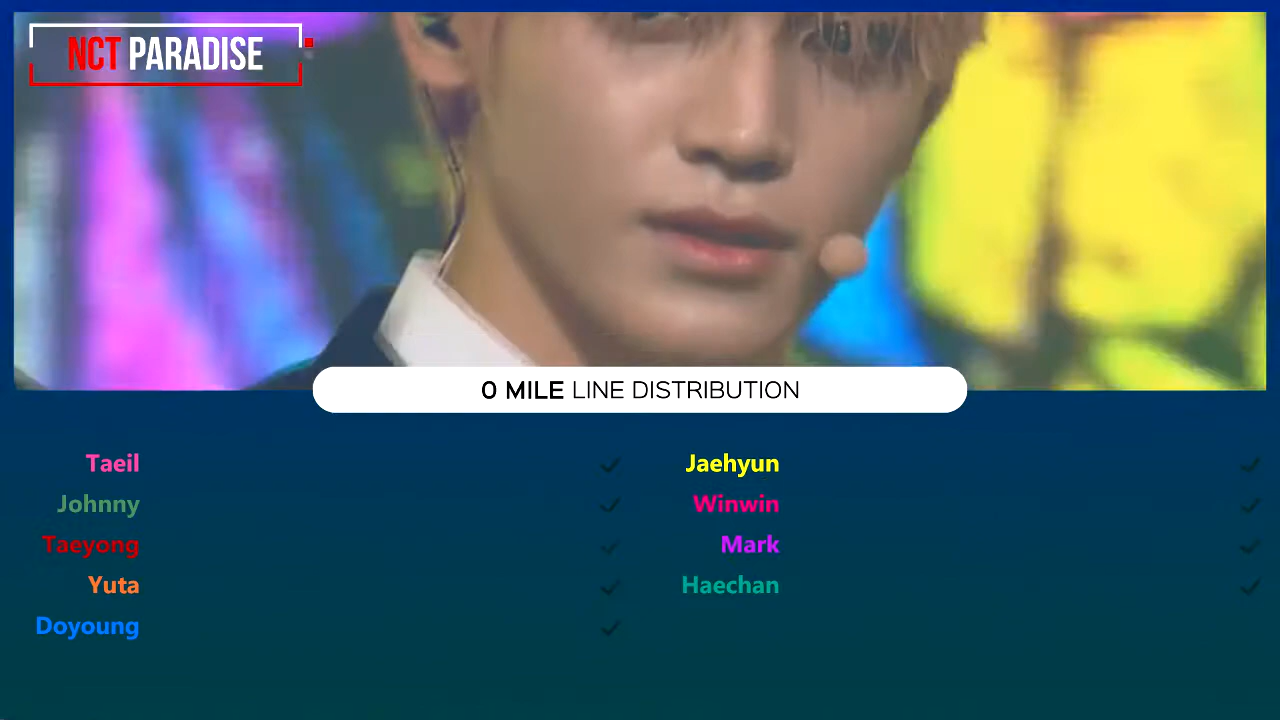 NCT PARADISE
0 MILE LINE DISTRIBUTION
Taeil
Johnny
Taeyong
Yuta
Doyoung
Jaehyun
Winwin
Mark
Haechan